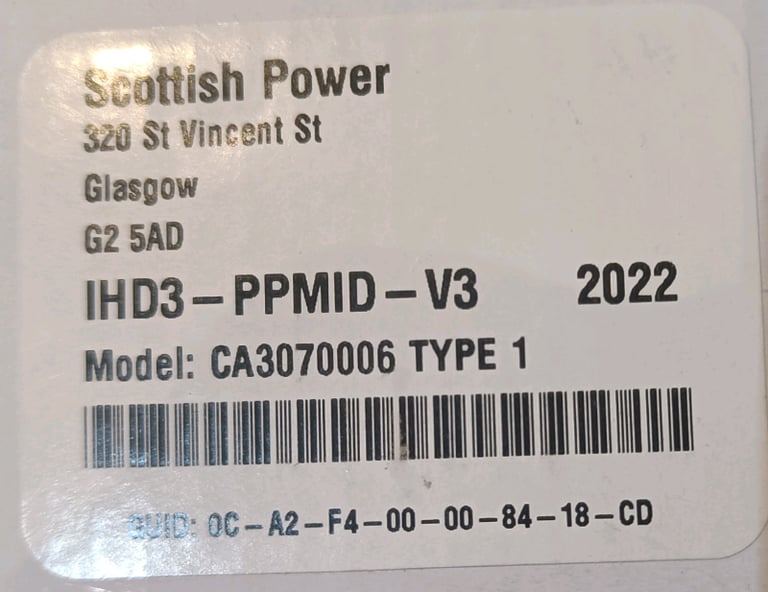 Scottish Power
320 St Vincent St
Glasgow
G2 5AD
IHD3-PPMID-V3 2022
Model: CA3070006 TYPE 1
GUID: 0C-A2-F4-00-00-84-18-CD